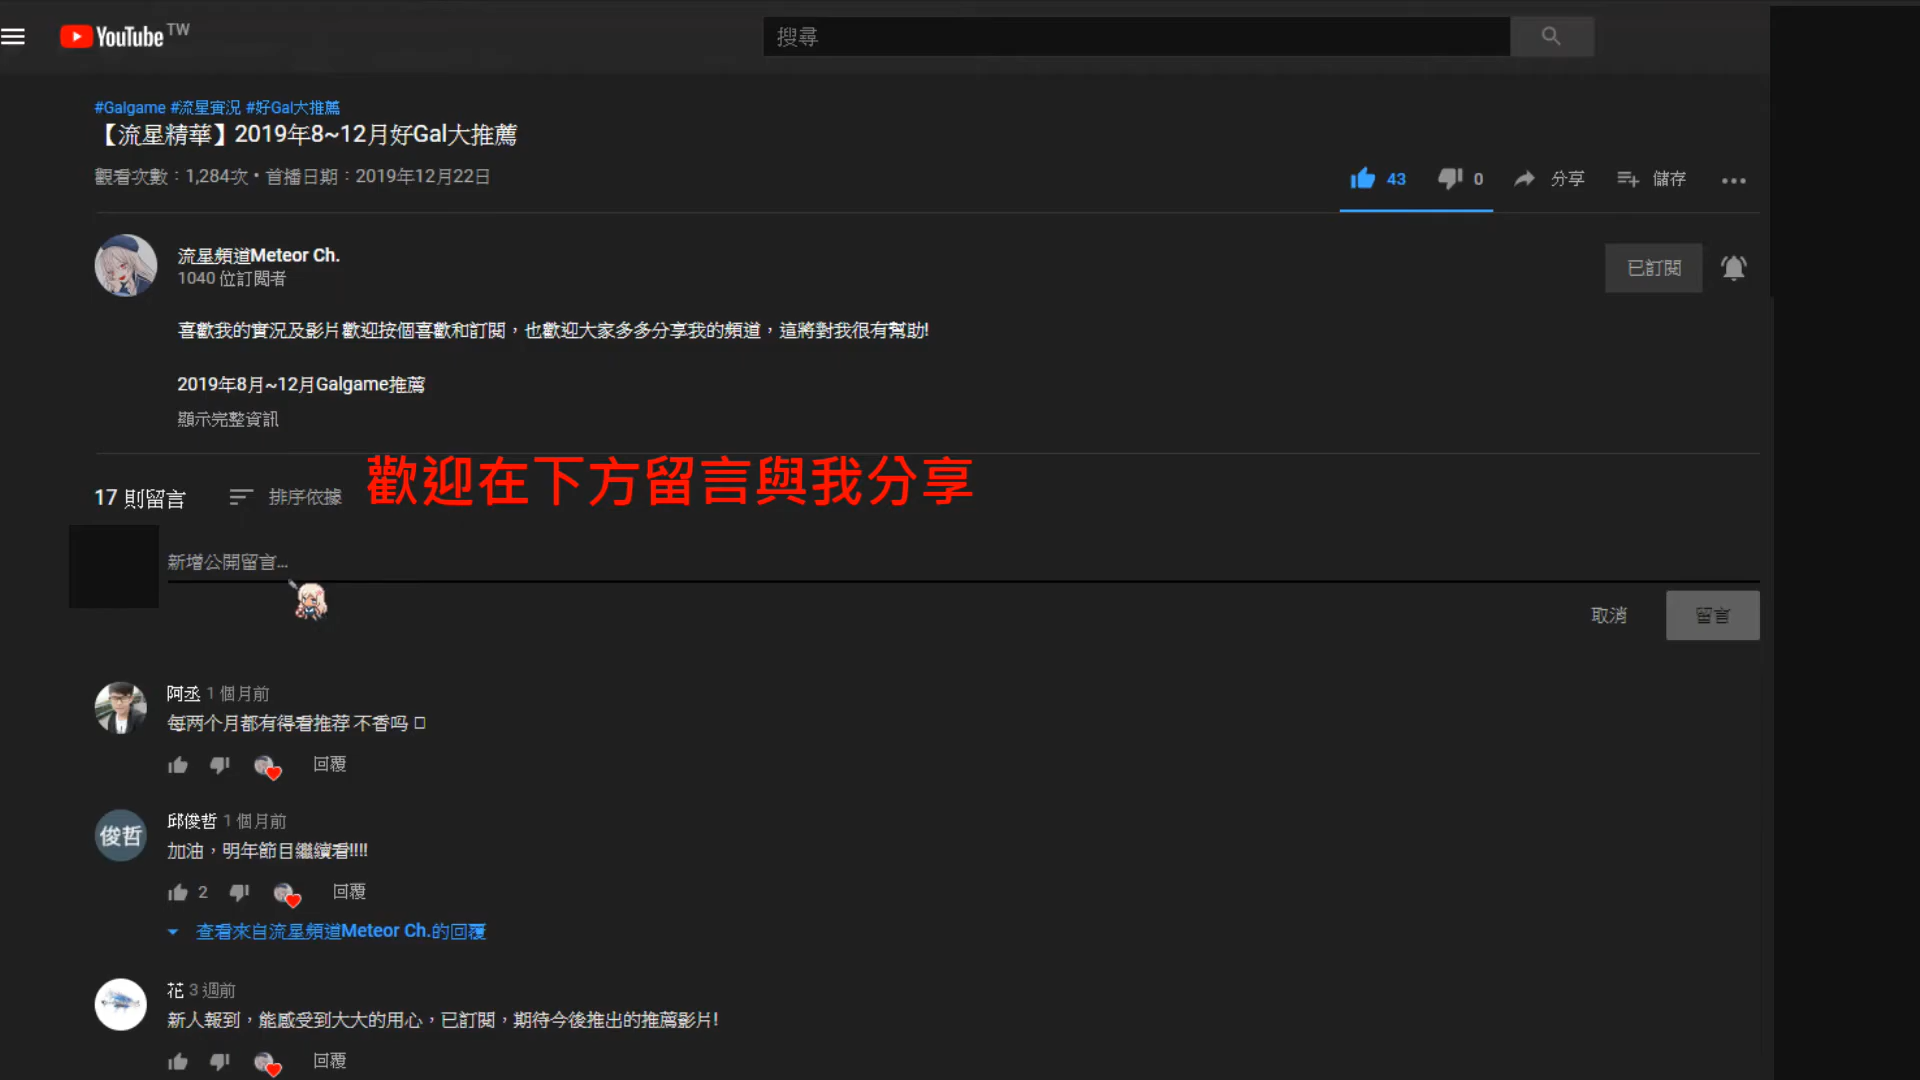 YouTube TW
搜尋
#Galgame #流星實況 #好Gal大推薦
【流星精華】2019年8~12月好Gal大推薦
觀看次數：1,284次 • 首播日期：2019年12月22日
43 0 分享 儲存
流星頻道Meteor Ch.
1040 位訂閱者
已訂閱
喜歡我的實況及影片歡迎按個喜歡和訂閱，也歡迎大家多多分享我的頻道，這將對我很有幫助!
2019年8月~12月Galgame推薦
顯示完整資訊
17 則留言 排序依據 歡迎在下方留言與我分享
新增公開留言...
取消 留言
阿丞 1 個月前
每两个月都有得看推荐 不香吗
回覆
俊哲
邱俊哲 1 個月前
加油，明年節目繼續看!!!!
2 回覆
查看來自流星頻道Meteor Ch.的回覆
花 3 週前
新人報到，能感受到大大的用心，已訂閱，期待今後推出的推薦影片!
回覆